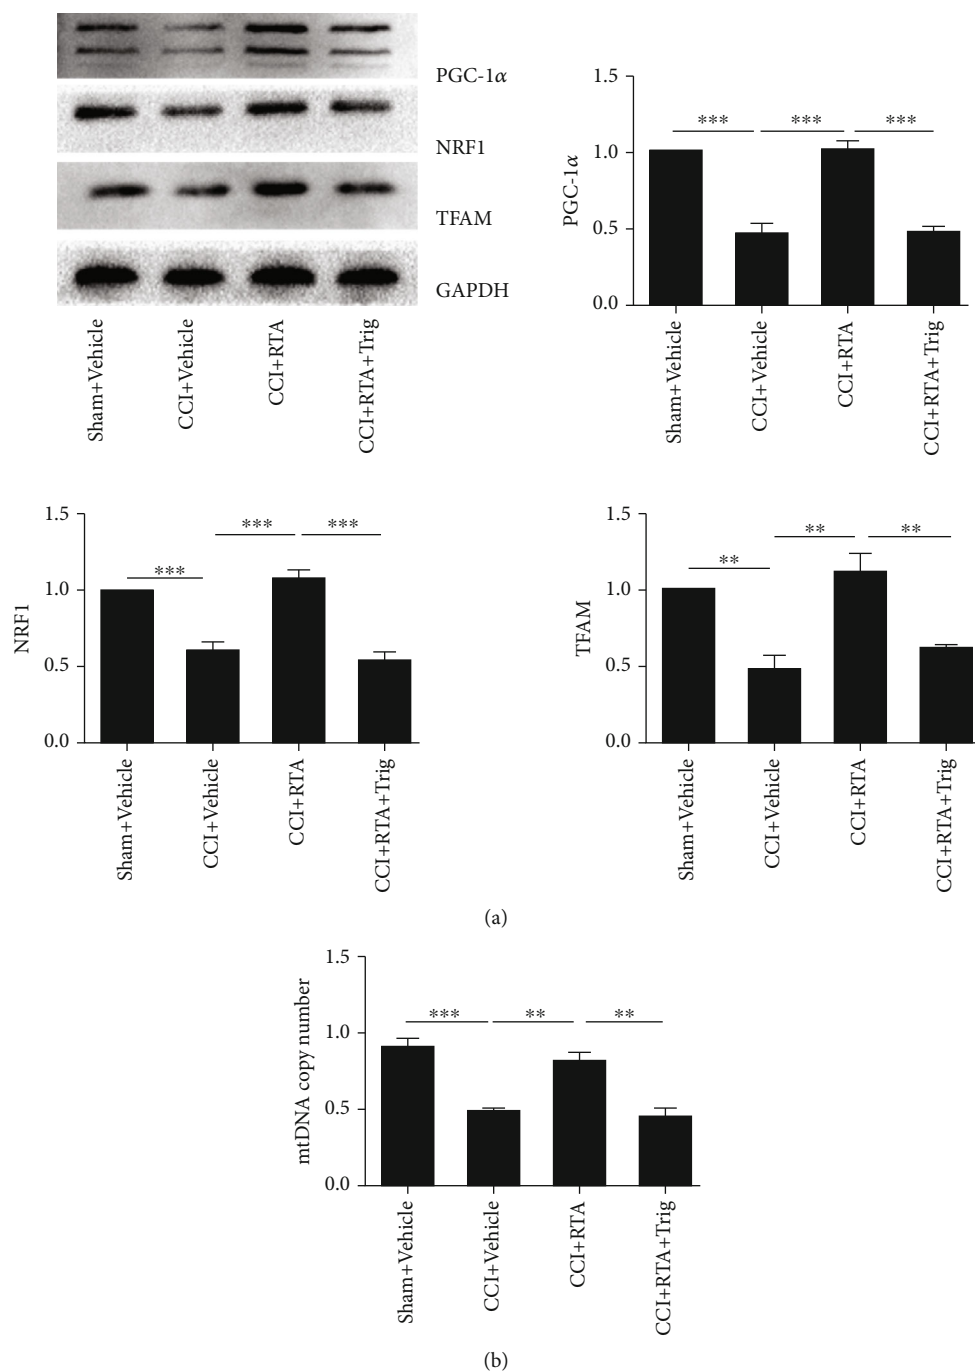 PGC-1α
NRF1
TFAM
GAPDH
Sham+Vehicle
CCI+Vehicle
CCI+RTA
CCI+RTA+Trig
PGC-1α
1.5
1.0
0.5
0.0
***
***
***
Sham+Vehicle
CCI+Vehicle
CCI+RTA
CCI+RTA+Trig
NRF1
1.5
1.0
0.5
0.0
***
***
***
Sham+Vehicle
CCI+Vehicle
CCI+RTA
CCI+RTA+Trig
TFAM
1.5
1.0
0.5
0.0
**
**
**
Sham+Vehicle
CCI+Vehicle
CCI+RTA
CCI+RTA+Trig
(a)
mtDNA copy number
1.5
1.0
0.5
0.0
***
**
**
Sham+Vehicle
CCI+Vehicle
CCI+RTA
CCI+RTA+Trig
(b)